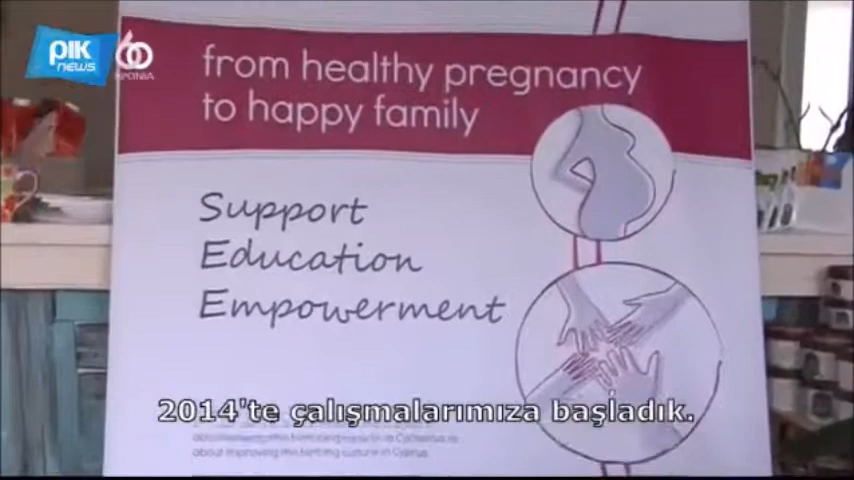 ρικ
news
60
ΧΡΟΝΙΑ
from healthy pregnancy
to happy family
Support
Education
Empowerment
2014'te çalışmalarımıza başladık.
about improving the birthing culture in Cyprus